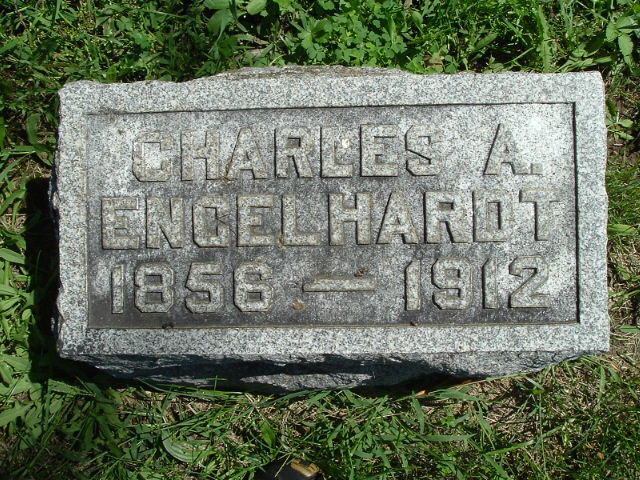 CHARLES A.
ENGELHARDT
1856 — 1912